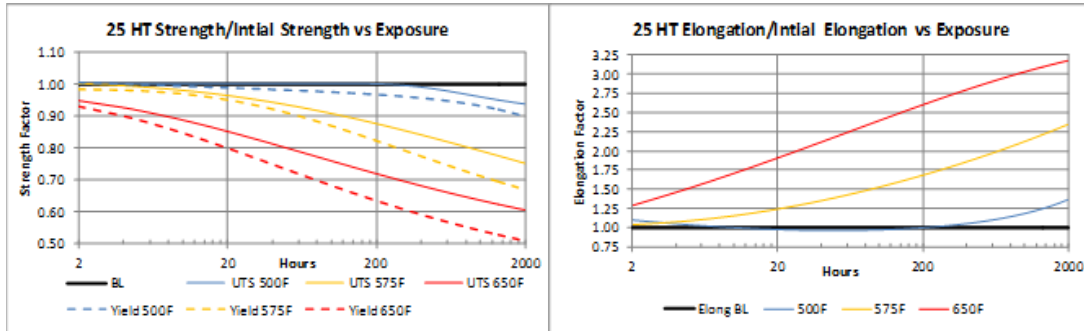 25 HT Strength/Intial Strength vs Exposure
1.10
1.00
0.90
0.80
0.70
0.60
0.50
Strength Factor
2
20
200
2000
Hours
BL
UTS 500F
UTS 575F
UTS 650F
Yield 500F
Yield 575F
Yield 650F
25 HT Elongation/Intial Elongation vs Exposure
3.25
3.00
2.75
2.50
2.25
2.00
1.75
1.50
1.25
1.00
0.75
Elongation Factor
2
20
200
2000
Hours
Elong BL
500F
575F
650F